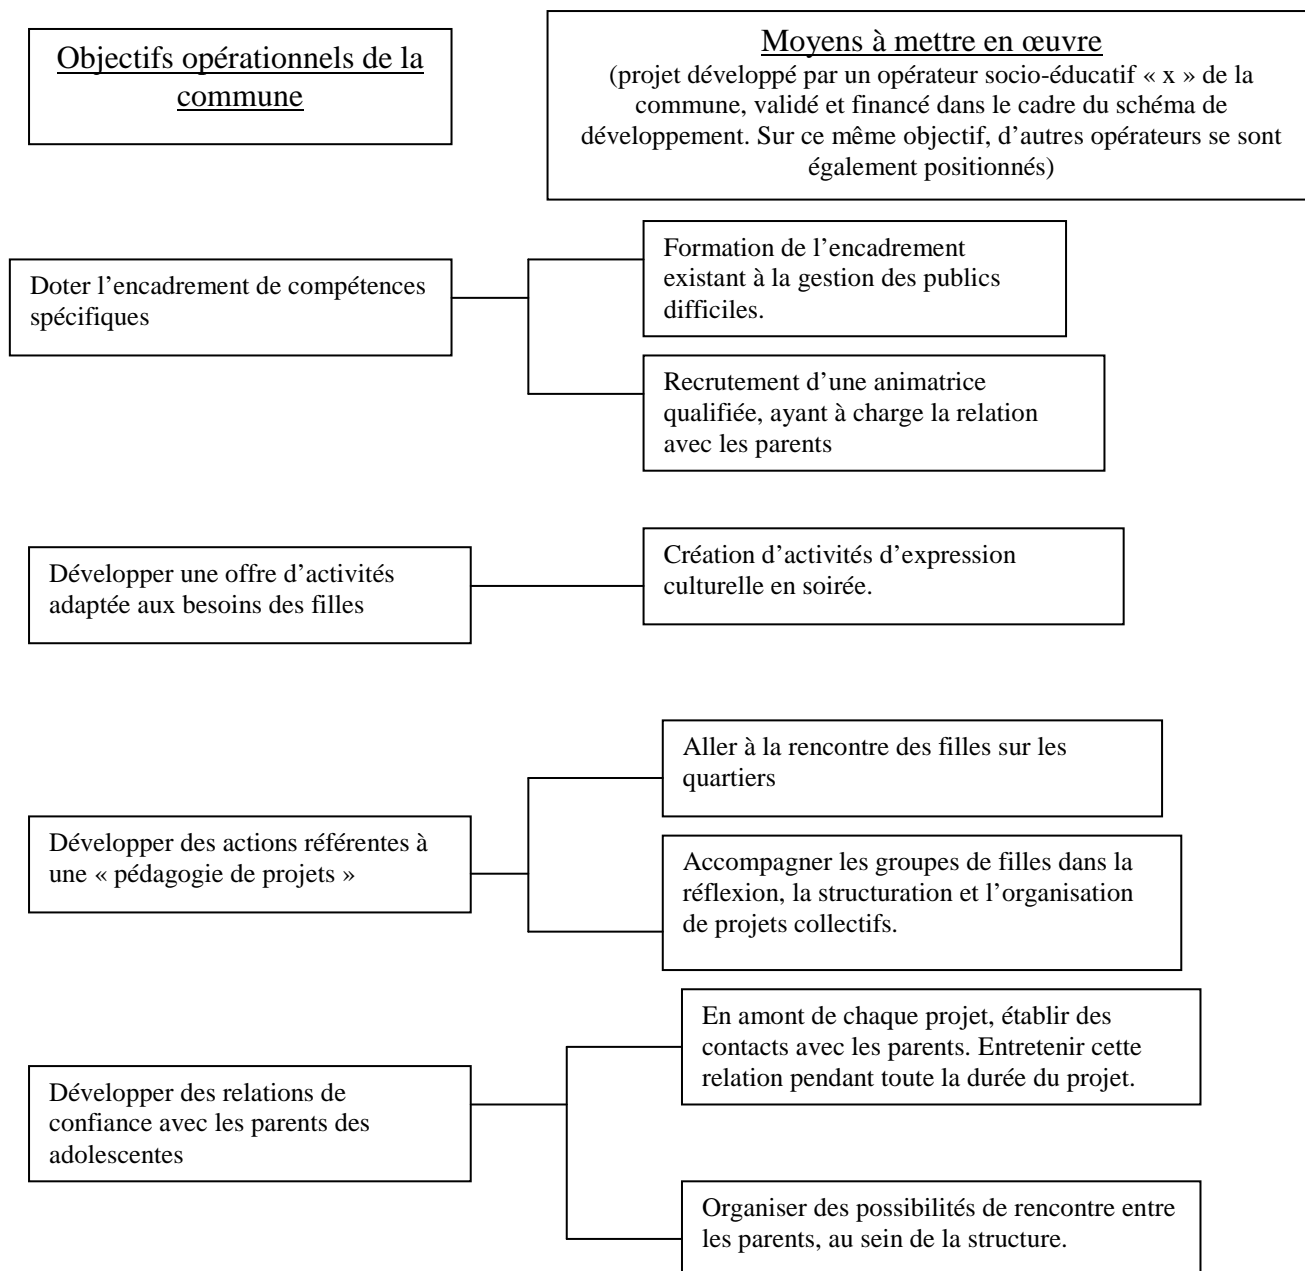 Objectifs opérationnels de la
commune
Moyens à mettre en œuvre
(projet développé par un opérateur socio-éducatif « x » de la
commune, validé et financé dans le cadre du schéma de
développement. Sur ce même objectif, d’autres opérateurs se sont
également positionnés)
Doter l’encadrement de compétences
spécifiques
Formation de l’encadrement
existant à la gestion des publics
difficiles.
Recrutement d’une animatrice
qualifiée, ayant à charge la relation
avec les parents
Développer une offre d’activités
adaptée aux besoins des filles
Création d’activités d’expression
culturelle en soirée.
Développer des actions référentes à
une « pédagogie de projets »
Aller à la rencontre des filles sur les
quartiers
Accompagner les groupes de filles dans la
réflexion, la structuration et l’organisation
de projets collectifs.
Développer des relations de
confiance avec les parents des
adolescentes
En amont de chaque projet, établir des
contacts avec les parents. Entretenir cette
relation pendant toute la durée du projet.
Organiser des possibilités de rencontre entre
les parents, au sein de la structure.